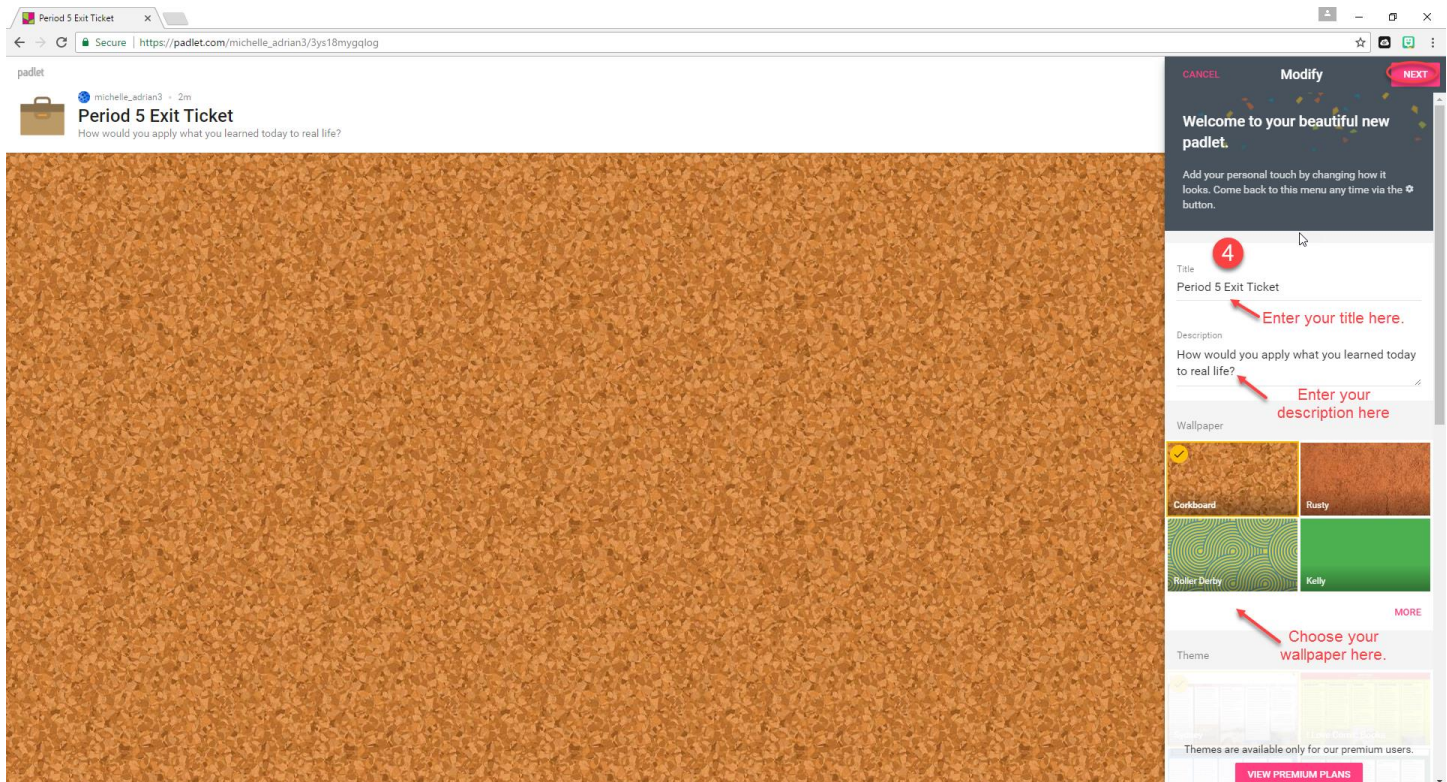 Period 5 Exit Ticket
Secure https://padlet.com/michelle_adrian3/3ys18mygqlog
padlet
michelle_adrian3 - 2m
Period 5 Exit Ticket
How would you apply what you learned today to real life?
CANCEL Modify NEXT
Welcome to your beautiful new
padlet.
Add your personal touch by changing how it
looks. Come back to this menu any time via the
button.
4
Title
Period 5 Exit Ticket
Enter your title here.
Description
How would you apply what you learned today
to real life?
Enter your
description here
Wallpaper
Corkboard Rusty
Roller Derby Kelly
MORE
Choose your
wallpaper here.
Theme
Themes are available only for our premium users.
VIEW PREMIUM PLANS